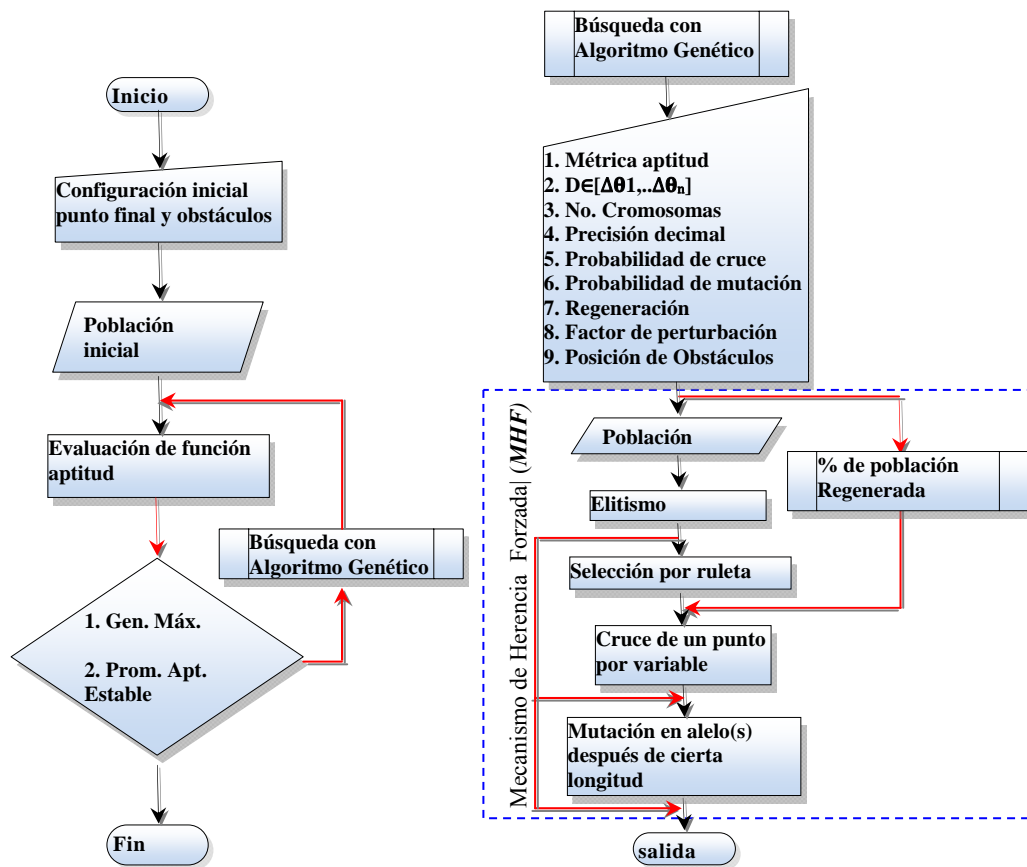 Inicio
Configuración inicial
punto final y obstáculos
Población
inicial
Evaluación de función
aptitud
Búsqueda con
Algoritmo Genético
1. Gen. Máx.
2. Prom. Apt.
Estable
Fin
Búsqueda con
Algoritmo Genético
1. Métrica aptitud
2. D∈[Δθ1,..Δθn]
3. No. Cromosomas
4. Precisión decimal
5. Probabilidad de cruce
6. Probabilidad de mutación
7. Regeneración
8. Factor de perturbación
9. Posición de Obstáculos
Mecanismo de Herencia Forzada| (MHF)
Población
% de población
Regenerada
Elitismo
Selección por ruleta
Cruce de un punto
por variable
Mutación en alelo(s)
después de cierta
longitud
salida